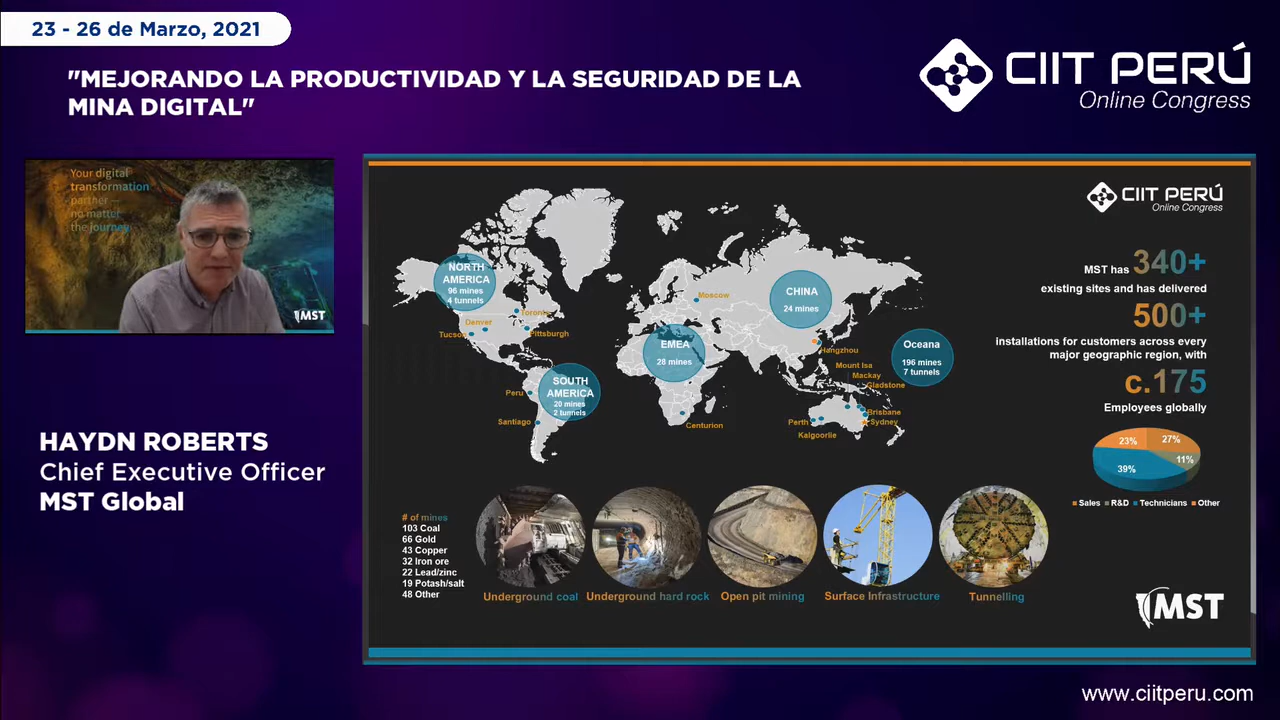 23 - 26 de Marzo, 2021
"MEJORANDO LA PRODUCTIVIDAD Y LA SEGURIDAD DE LA
MINA DIGITAL"
CIIT PERÚ
Online Congress
Your digital
transformation
partner –
no matter
the journey.
MST
HAYDN ROBERTS
Chief Executive Officer
MST Global
CIIT PERÚ
Online Congress
NORTH
AMERICA
96 mines
4 tunnels
Toronto
Denver
Tucson
Pittsburgh
SOUTH
AMERICA
20 mines
2 tunnels
Peru
Santiago
Moscow
EMEA
28 mines
Centurion
CHINA
24 mines
Hangzhou
Oceana
196 mines
7 tunnels
Mount Isa
Mackay
Gladstone
Brisbane
Sydney
Perth
Kalgoorlie
MST has 340+
existing sites and has delivered
500+
installations for customers across every
major geographic region, with
c.175
Employees globally
23%
27%
11%
39%
Sales R&D Technicians Other
# of mines
103 Coal
66 Gold
43 Copper
32 Iron ore
22 Lead/zinc
19 Potash/salt
48 Other
Underground coal
Underground hard rock
Open pit mining
Surface Infrastructure
Tunnelling
MST
www.ciitperu.com